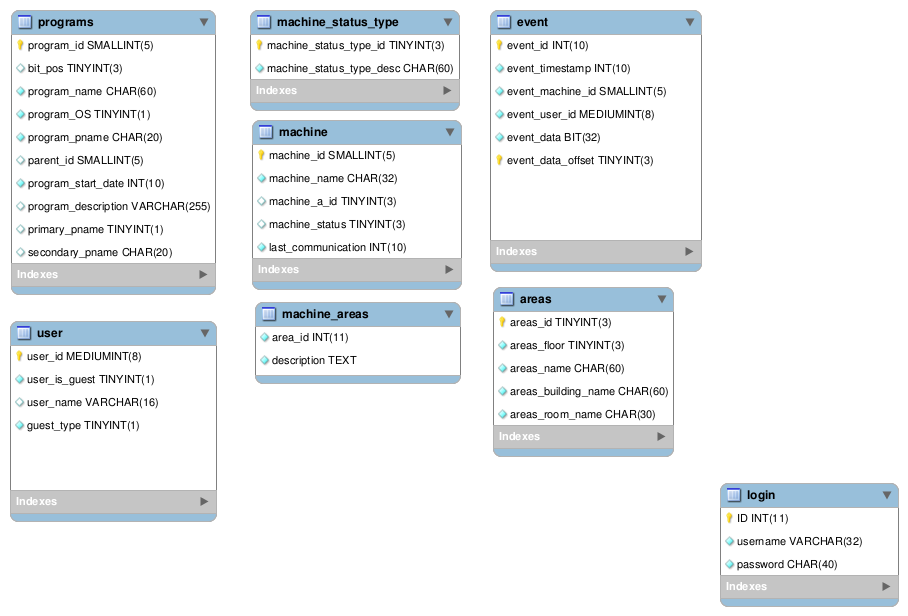 programs
program_id SMALLINT(5)
bit_pos TINYINT(3)
program_name CHAR(60)
program_OS TINYINT(1)
program_pname CHAR(20)
parent_id SMALLINT(5)
program_start_date INT(10)
program_description VARCHAR(255)
primary_pname TINYINT(1)
secondary_pname CHAR(20)
Indexes
user
user_id MEDIUMINT(8)
user_is_guest TINYINT(1)
user_name VARCHAR(16)
guest_type TINYINT(1)
Indexes
machine_status_type
machine_status_type_id TINYINT(3)
machine_status_type_desc CHAR(60)
Indexes
machine
machine_id SMALLINT(5)
machine_name CHAR(32)
machine_a_id TINYINT(3)
machine_status TINYINT(3)
last_communication INT(10)
Indexes
machine_areas
area_id INT(11)
description TEXT
event
event_id INT(10)
event_timestamp INT(10)
event_machine_id SMALLINT(5)
event_user_id MEDIUMINT(8)
event_data BIT(32)
event_data_offset TINYINT(3)
Indexes
areas
areas_id TINYINT(3)
areas_floor TINYINT(3)
areas_name CHAR(60)
areas_building_name CHAR(60)
areas_room_name CHAR(30)
Indexes
login
ID INT(11)
username VARCHAR(32)
password CHAR(40)
Indexes